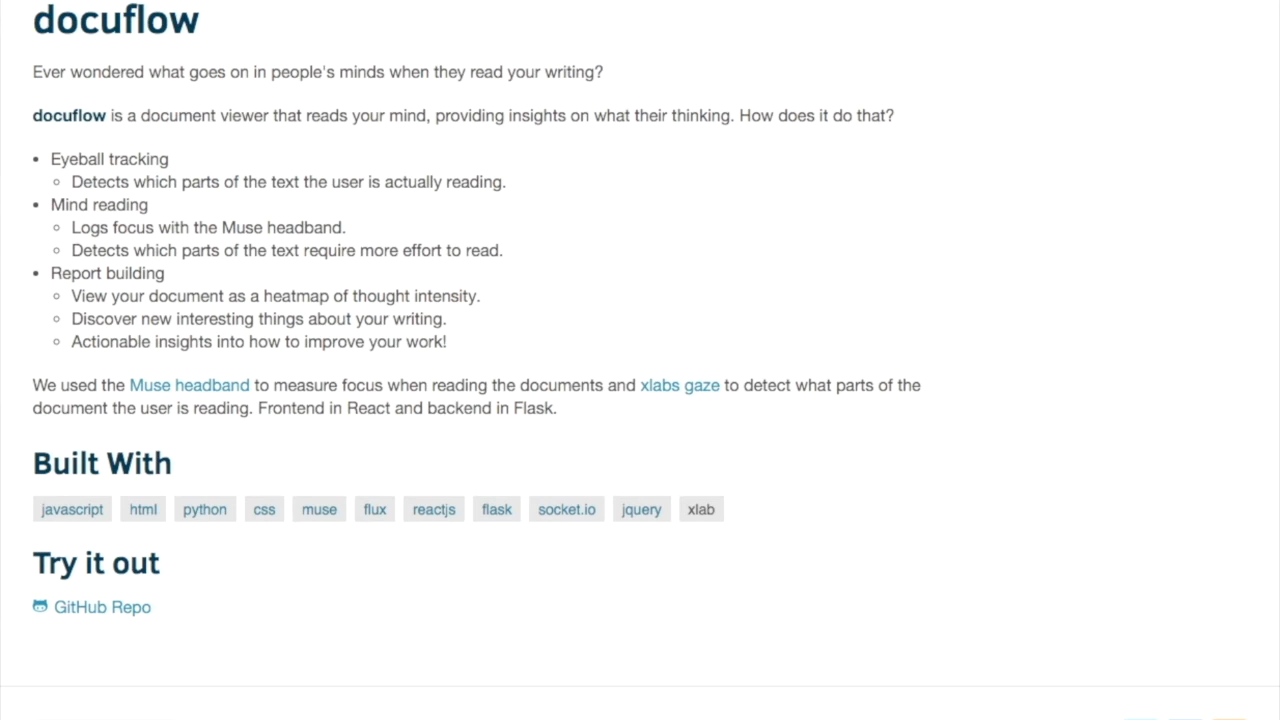 docuflow
Ever wondered what goes on in people's minds when they read your writing?
docuflow is a document viewer that reads your mind, providing insights on what their thinking. How does it do that?
• Eyeball tracking
◦ Detects which parts of the text the user is actually reading.
• Mind reading
◦ Logs focus with the Muse headband.
◦ Detects which parts of the text require more effort to read.
• Report building
◦ View your document as a heatmap of thought intensity.
◦ Discover new interesting things about your writing.
◦ Actionable insights into how to improve your work!
We used the Muse headband to measure focus when reading the documents and xlabs gaze to detect what parts of the
document the user is reading. Frontend in React and backend in Flask.
Built With
javascript html python css muse flux reactjs flask socket.io jquery xlab
Try it out
GitHub Repo